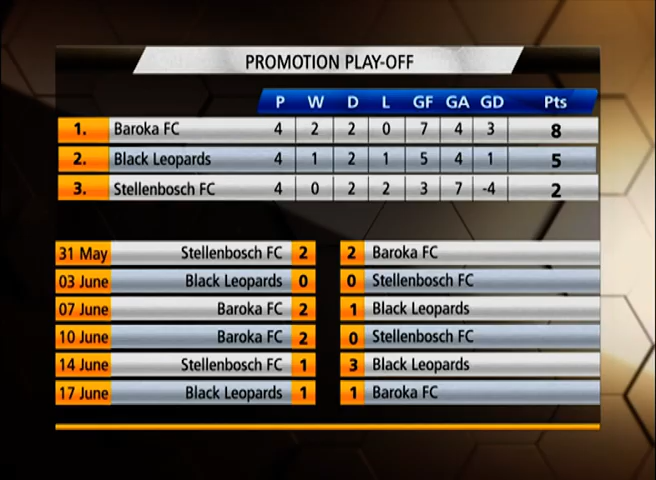 PROMOTION PLAY-OFF
P W D L GF GA GD Pts
1. Baroka FC 4 2 2 0 7 4 3 8
2. Black Leopards 4 1 2 1 5 4 1 5
3. Stellenbosch FC 4 0 2 2 3 7 -4 2
31 May Stellenbosch FC 2 2 Baroka FC
03 June Black Leopards 0 0 Stellenbosch FC
07 June Baroka FC 2 1 Black Leopards
10 June Baroka FC 2 0 Stellenbosch FC
14 June Stellenbosch FC 1 3 Black Leopards
17 June Black Leopards 1 1 Baroka FC